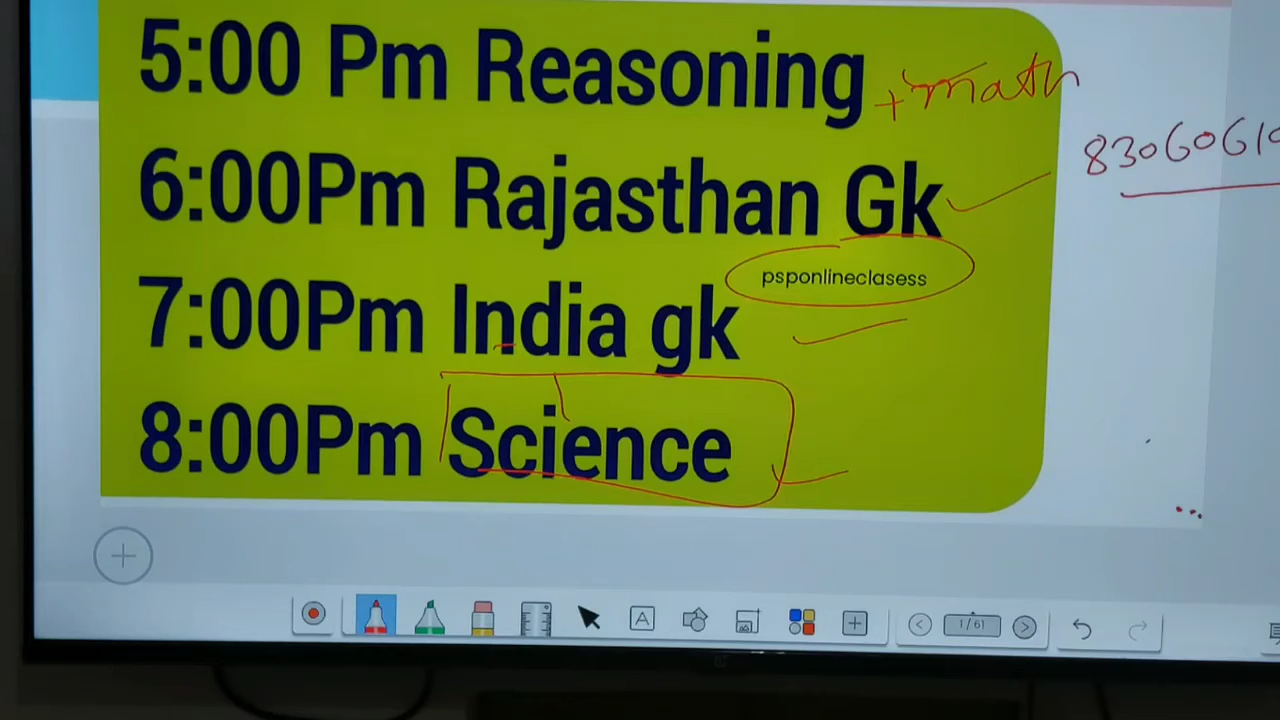 5:00 Pm Reasoning + math
8306061
6:00Pm Rajasthan Gk
psponlineclasess
7:00Pm India gk
8:00Pm Science
A
1/61